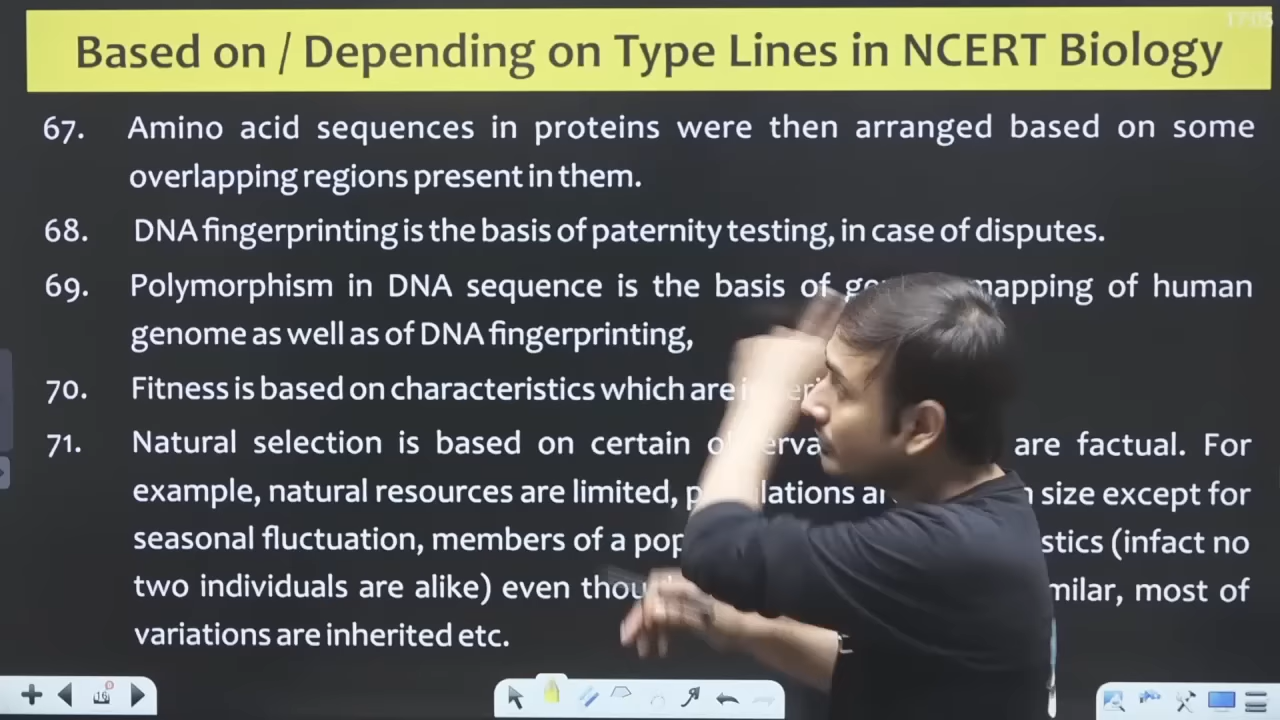 17:05
Based on / Depending on Type Lines in NCERT Biology
67. Amino acid sequences in proteins were then arranged based on some
overlapping regions present in them.
68. DNA fingerprinting is the basis of paternity testing, in case of disputes.
69. Polymorphism in DNA sequence is the basis of mapping of human
genome as well as of DNA fingerprinting,
70. Fitness is based on characteristics which are
71. Natural selection is based on certain are factual. For
example, natural resources are limited, size except for
seasonal fluctuation, members of a (infact no
two individuals are alike) even most of
variations are inherited etc.
16